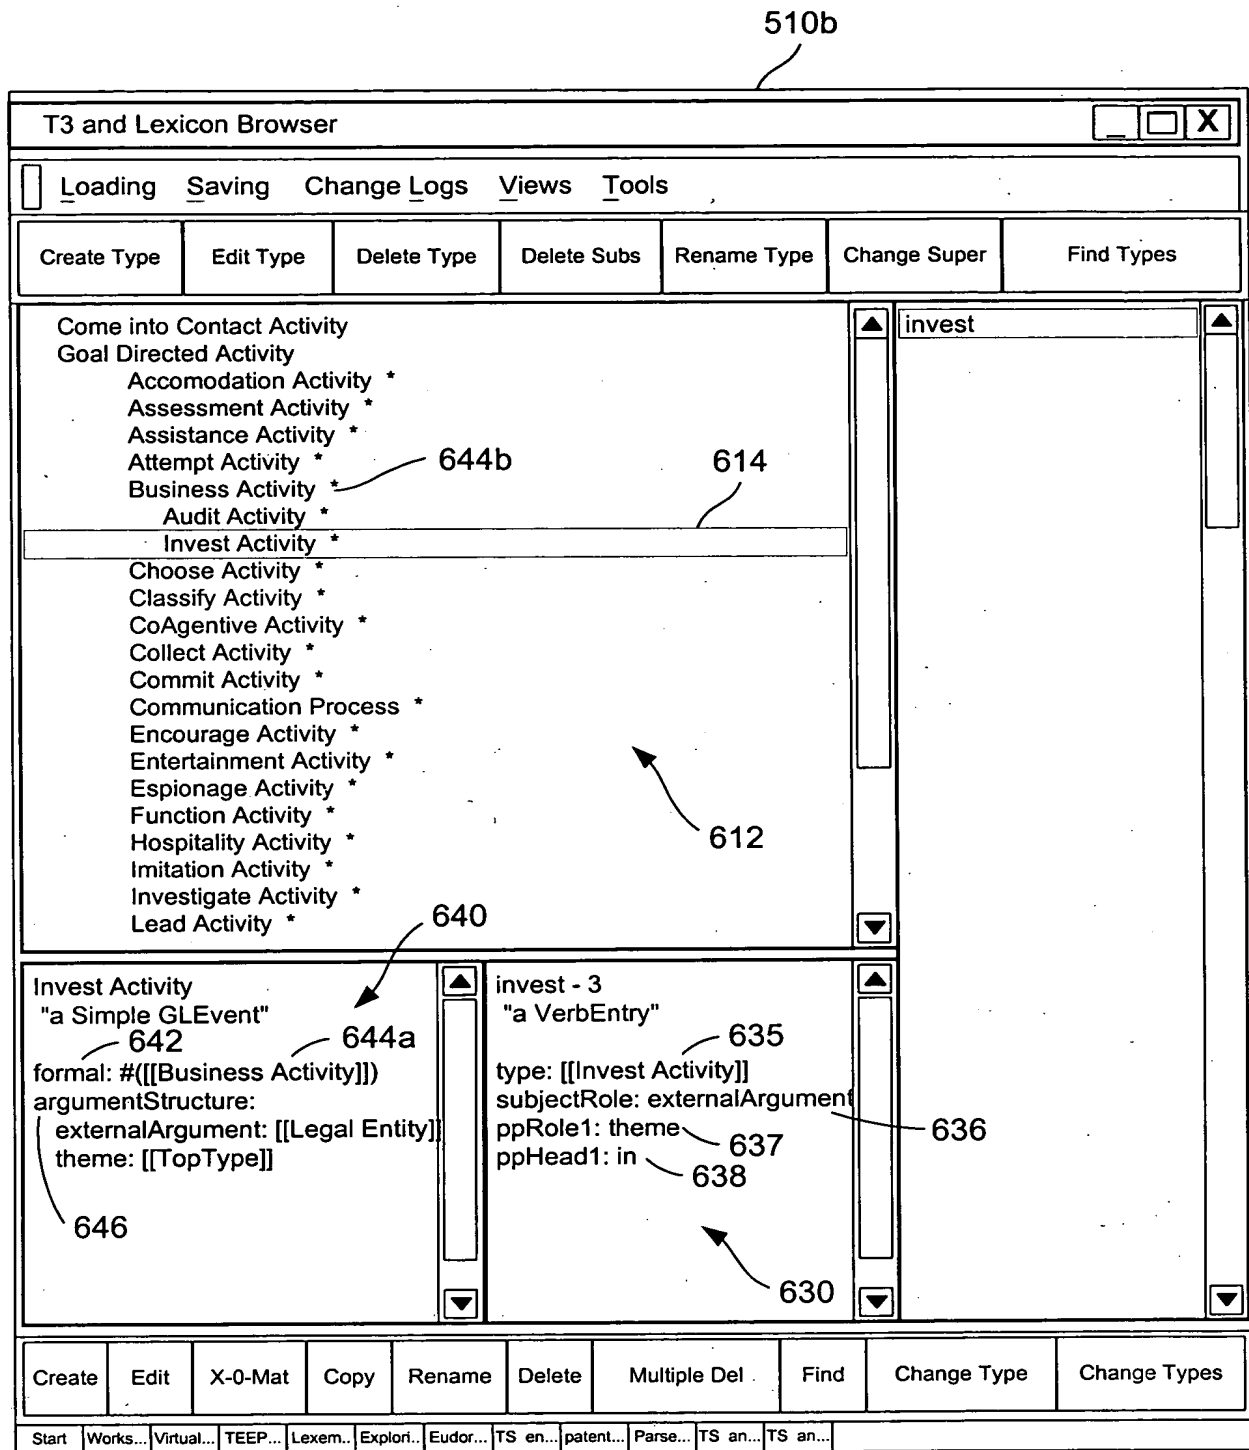 510b
T3 and Lexicon Browser
_ X
Loading Saving Change Logs Views Tools
Create Type Edit Type Delete Type Delete Subs Rename Type Change Super Find Types
Come into Contact Activity
invest
Goal Directed Activity
Accomodation Activity *
Assessment Activity *
Assistance Activity *
Attempt Activity *
644b
614
Business Activity *
Audit Activity *
Invest Activity *
Choose Activity *
Classify Activity *
CoAgentive Activity *
Collect Activity *
Commit Activity *
Communication Process *
Encourage Activity *
Entertainment Activity *
Espionage Activity *
Function Activity *
612
Hospitality Activity *
Imitation Activity *
Investigate Activity *
Lead Activity *
640
Invest Activity
"a Simple GLEvent"
642
644a
formal: #([[Business Activity]])
argumentStructure:
externalArgument: [[Legal Entity]]
theme: [[TopType]]
646
invest - 3
"a VerbEntry"
635
type: [[Invest Activity]]
subjectRole: externalArgument
636
ppRole1: theme
637
ppHead1: in
638
630
Create Edit X-0-Mat Copy Rename Delete Multiple Del Find Change Type Change Types
Start Works... Virtual... TEEP... Lexem.. Explori.. Eudor... TS en... patent... Parse... TS an... TS an...